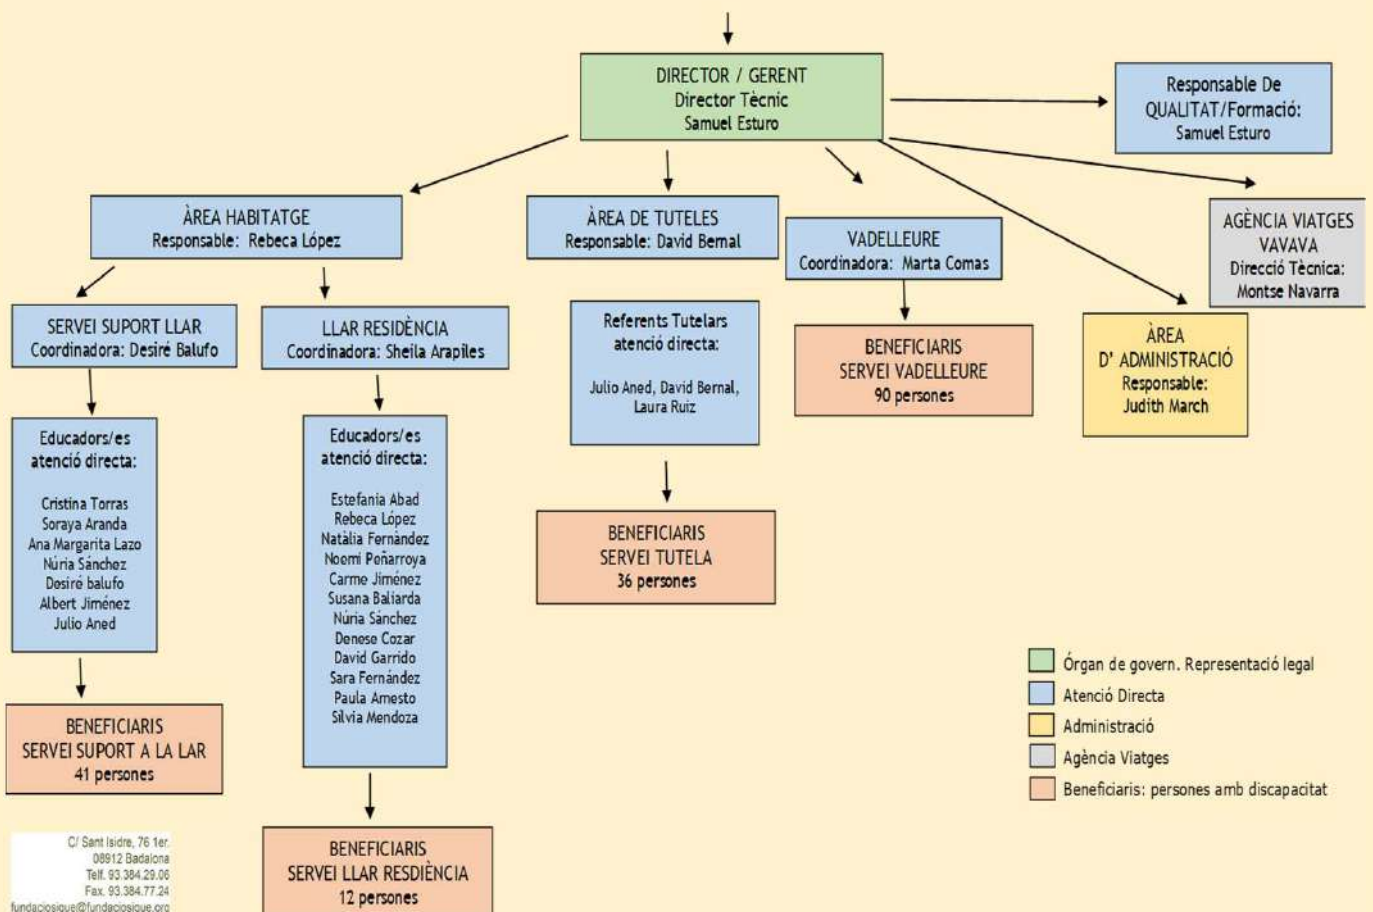 DIRECTOR / GERENT
Director Tècnic
Samuel Esturo
Responsable De
QUALITAT/Formació:
Samuel Esturo
ÀREA HABITATGE
Responsable: Rebeca López
ÀREA DE TUTELES
Responsable: David Bernal
VADELLEURE
Coordinadora: Marta Comas
AGÈNCIA VIATGES
VAVAVA
Direcció Tècnica:
Montse Navarra
SERVEI SUPORT LLAR
Coordinadora: Desiré Balufo
LLAR RESIDÈNCIA
Coordinadora: Sheila Arapiles
Referents Tutelars
atenció directa:
Julio Aned, David Bernal,
Laura Ruiz
BENEFICIARIS
SERVEI VADELLEURE
90 persones
ÀREA
D' ADMINISTRACIÓ
Responsable:
Judith March
Educadors/es
atenció directa:
Cristina Torras
Soraya Aranda
Ana Margarita Lazo
Núria Sánchez
Desiré balufo
Albert Jiménez
Julio Aned
Educadors/es
atenció directa:
Estefania Abad
Rebeca López
Natàlia Fernàndez
Noemi Peñarroya
Carme Jiménez
Susana Baliarda
Núria Sánchez
Denese Cozar
David Garrido
Sara Fernández
Paula Amesto
Sílvia Mendoza
BENEFICIARIS
SERVEI TUTELA
36 persones
BENEFICIARIS
SERVEI SUPORT A LA LAR
41 persones
BENEFICIARIS
SERVEI LLAR RESDIÈNCIA
12 persones
Órgan de govern. Representació legal
Atenció Directa
Administració
Agència Viatges
Beneficiaris: persones amb discapacitat
C/ Sant Isidre, 76 1er.
08912 Badalona
Telf. 93.384.29.06
Fax. 93.384.77.24
fundaciosique@fundaciosique.org